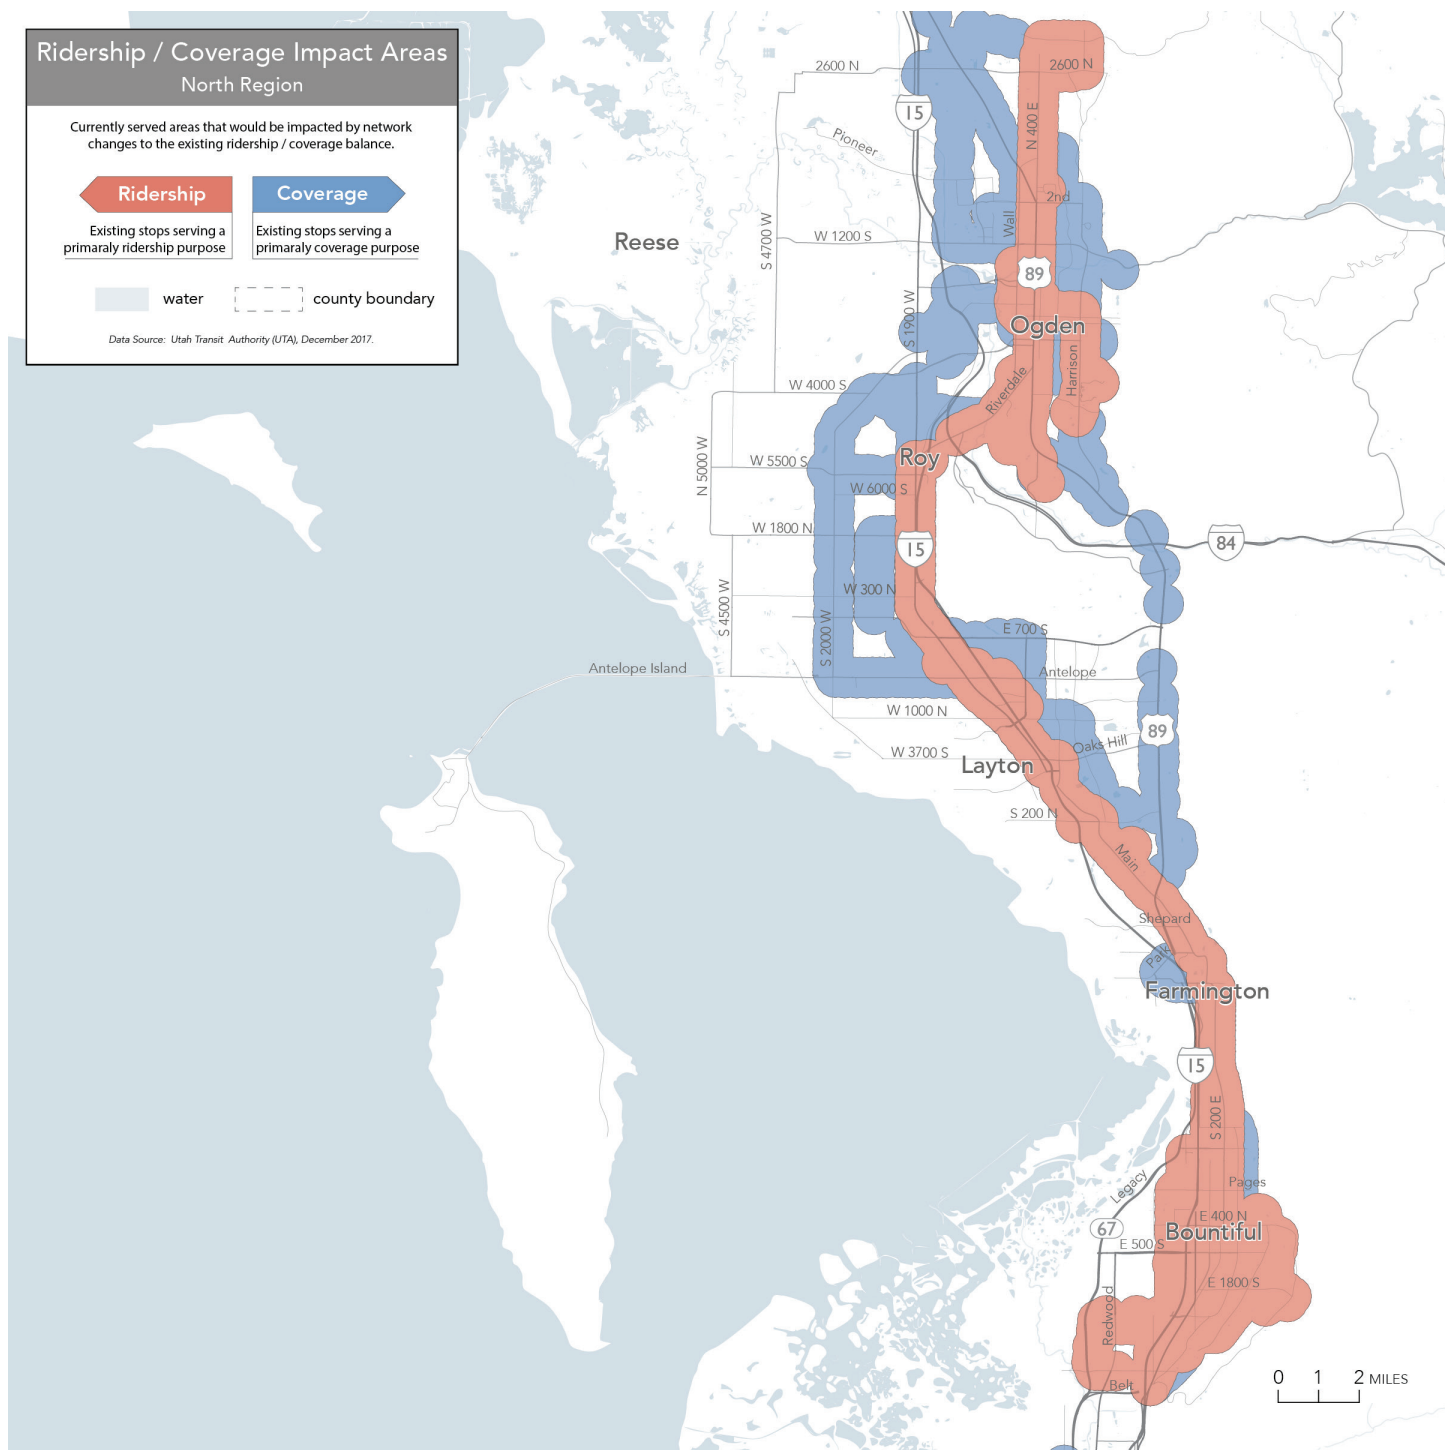 Ridership / Coverage Impact Areas
North Region
Currently served areas that would be impacted by network
changes to the existing ridership / coverage balance.
Ridership
Coverage
Existing stops serving a
primaraly ridership purpose
Existing stops serving a
primaraly coverage purpose
water
county boundary
Data Source: Utah Transit Authority (UTA), December 2017.
2600 N
2600 N
15
N 400 E
Pioneer
2nd
Wall
S 4700 W
Reese
W 1200 S
89
S 1900 W
Ogden
Harrison
Riverdale
W 4000 S
N 5000 W
Roy
W 5500 S
W 6000 S
W 1800 N
15
84
W 300 N
S 4500 W
S 2000 W
E 700 S
Antelope Island
Antelope
W 1000 N
89
Oaks Hill
W 3700 S
Layton
S 200 N
Main
Shepard
Park
Farmington
15
S 200 E
Legacy
Pages
E 400 N
67
Bountiful
E 500 S
E 1800 S
Redwood
Belt
0 1 2 MILES